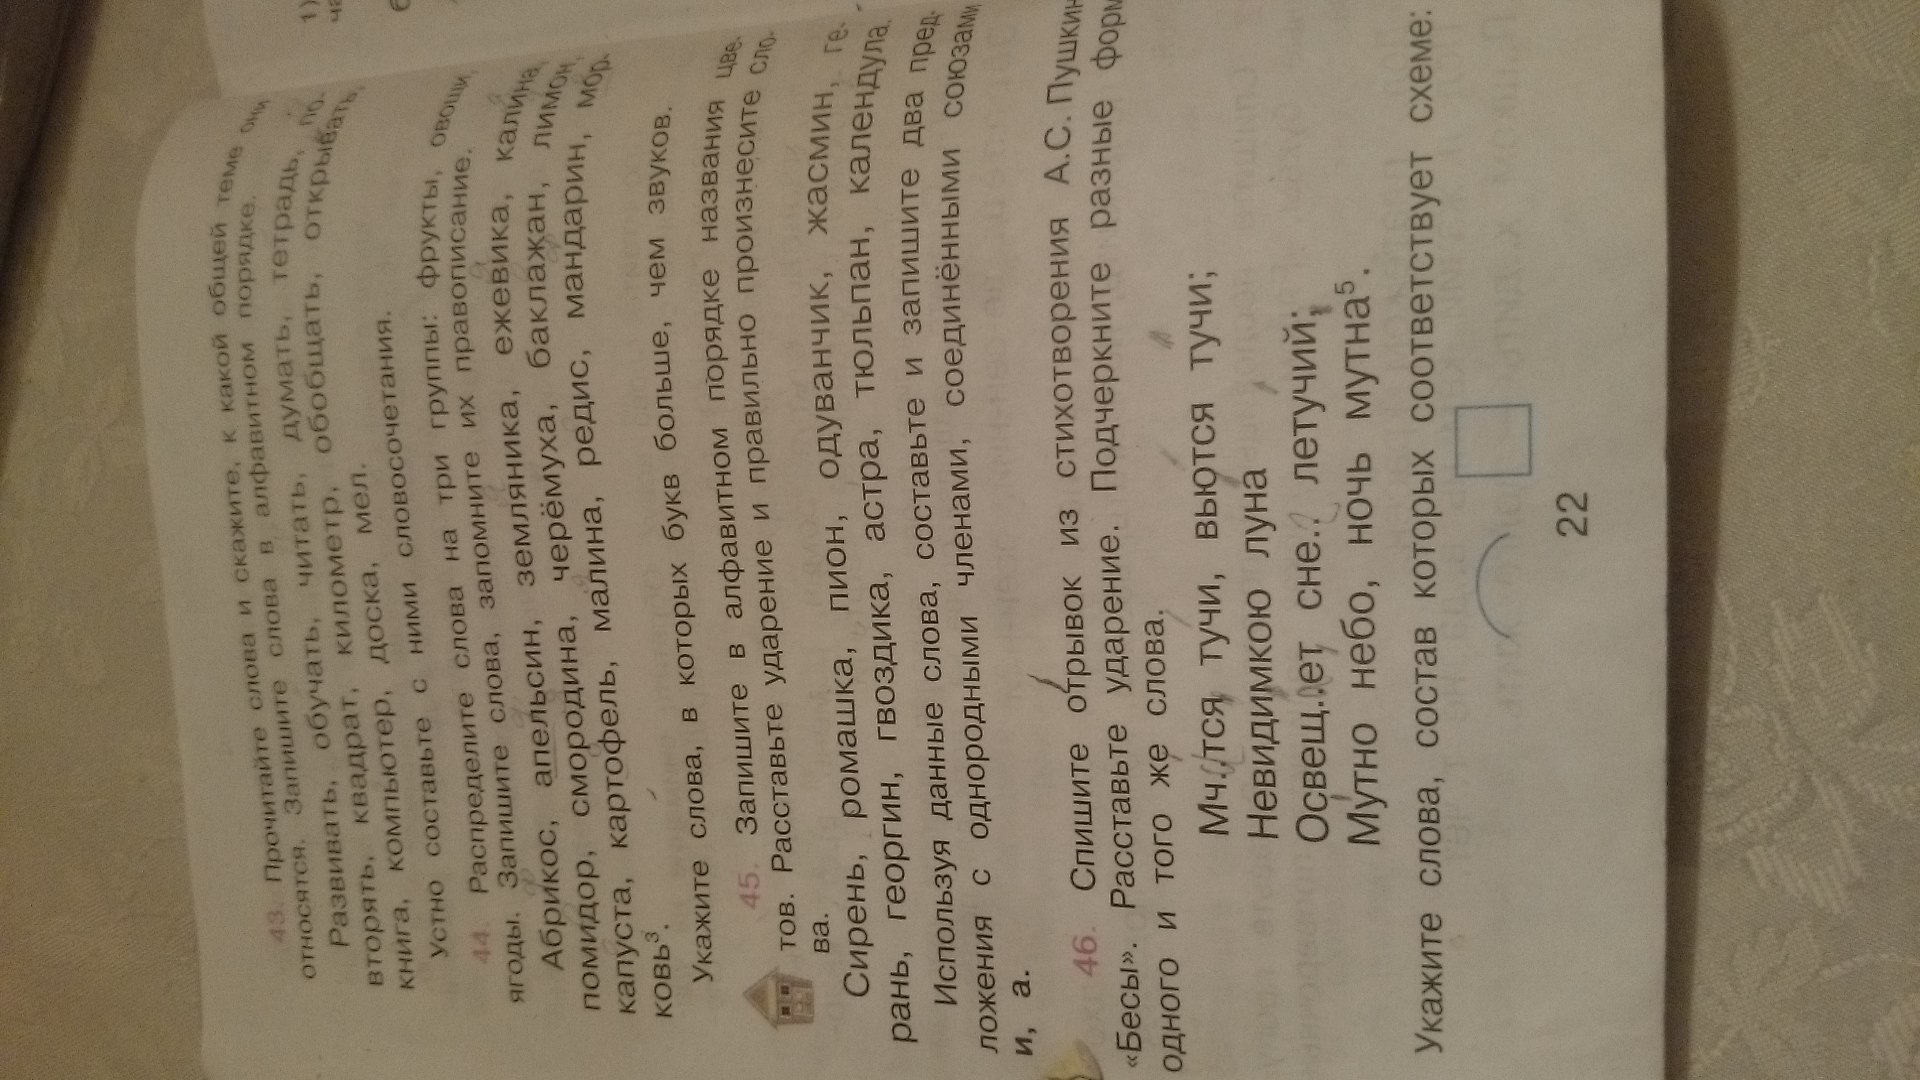 43. Прочитайте слова и скажите, к какой общей теме они
относятся. Запишите слова в алфавитном порядке.
Развивать, обучать, читать, думать, тетрадь, по-
вторять, квадрат, километр, обобщать, открывать,
книга, компьютер, доска, мел.
Устно составьте с ними словосочетания.
44. Распределите слова на три группы: фрукты, овощи,
ягоды. Запишите слова, запомните их правописание.
Абрикос, апельсин, земляника, ежевика, калина,
помидор, смородина, черёмуха, баклажан, лимон,
капуста, картофель, малина, редис, мандарин, мор-
ковь³.
Укажите слова, в которых букв больше, чем звуков.
45. Запишите в алфавитном порядке названия цве-
тов. Расставьте ударение и правильно произнесите сло-
ва.
Сирень, ромашка, пион, одуванчик, жасмин, ге-
рань, георгин, гвоздика, астра, тюльпан, календула.
Используя данные слова, составьте и запишите два пред-
ложения с однородными членами, соединёнными союзами
и, а.
46. Спишите отрывок из стихотворения А.С. Пушкина
«Бесы». Расставьте ударение. Подчеркните разные форм
одного и того же слова.
Мч..тся тучи, вьются тучи;
Невидимкою луна
Освещ..ет сне.. летучий;
Мутно небо, ночь мутна⁵.
Укажите слова, состав которых соответствует схеме:
22
1)